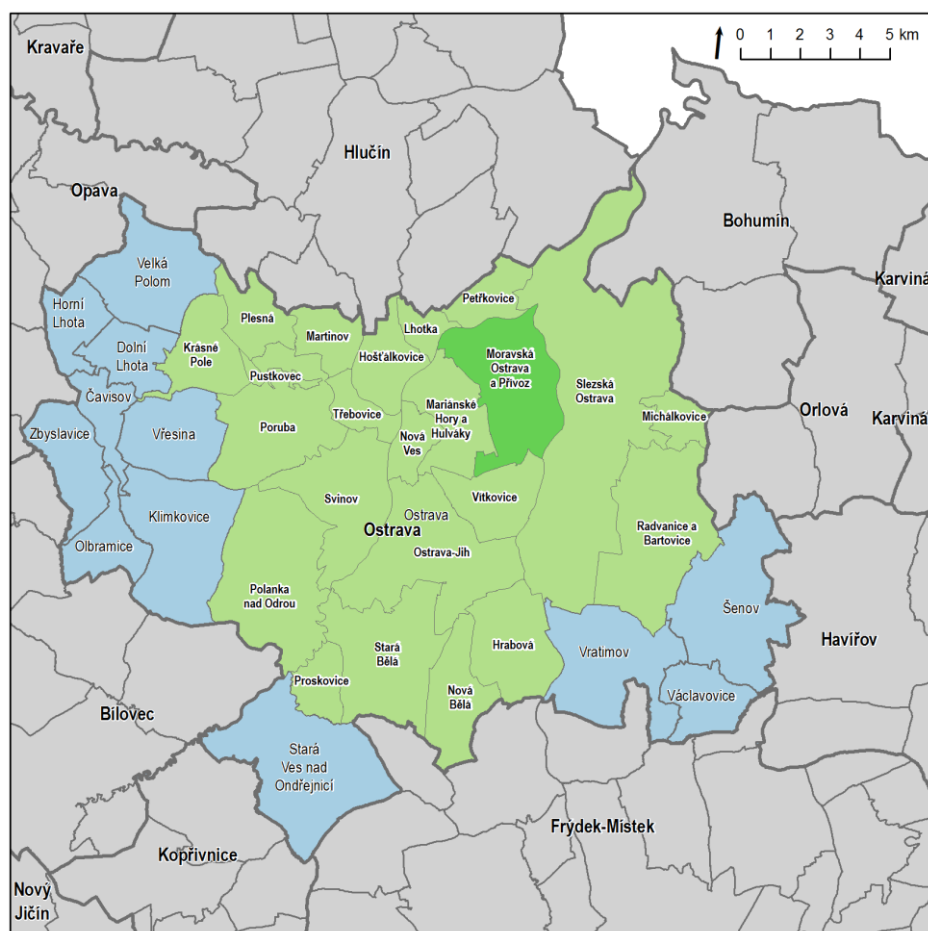 Kravaře
0 1 2 3 4 5 km
Hlučín
Opava
Bohumín
Velká
Polom
Karviná
Horní
Lhota
Petřkovice
Plesná
Lhotka
Martinov
Dolní
Lhota
Krásné
Pole
Hošťálkovice
Moravská
Ostrava
a Přívoz
Pustkovec
Slezská
Ostrava
Čavisov
Mariánské
Hory a
Hulváky
Třebovice
Michálkovice
Orlová
Karviná
Zbyslavice
Vřesina
Poruba
Nová
Ves
Svinov
Vítkovice
Klimkovice
Ostrava
Ostrava
Radvanice a
Bartovice
Olbramice
Ostrava-Jih
Polanka
nad Odrou
Šenov
Havířov
Stará
Bělá
Hrabová
Vratimov
Proskovice
Nová
Bělá
Václavovice
Bílovec
Stará
Ves nad
Ondřejnicí
Frýdek-Místek
Kopřivnice
Nový
Jičín